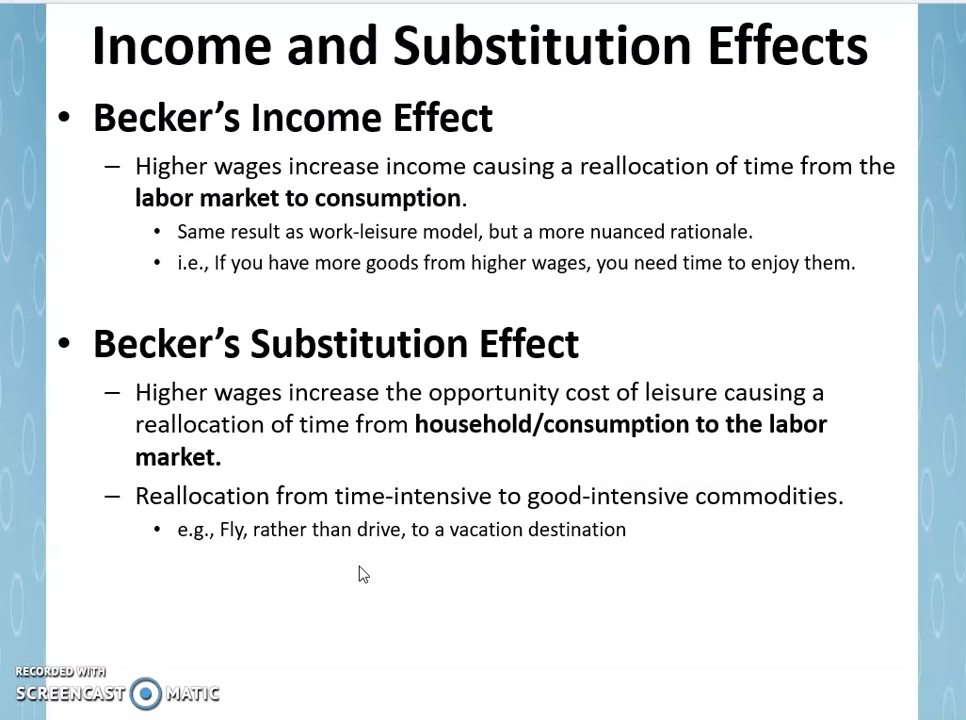 Income and Substitution Effects
• Becker’s Income Effect
– Higher wages increase income causing a reallocation of time from the
labor market to consumption.
• Same result as work-leisure model, but a more nuanced rationale.
• i.e., If you have more goods from higher wages, you need time to enjoy them.
• Becker’s Substitution Effect
– Higher wages increase the opportunity cost of leisure causing a
reallocation of time from household/consumption to the labor
market.
– Reallocation from time-intensive to good-intensive commodities.
• e.g., Fly, rather than drive, to a vacation destination
RECORDED WITH
SCREENCAST MATIC